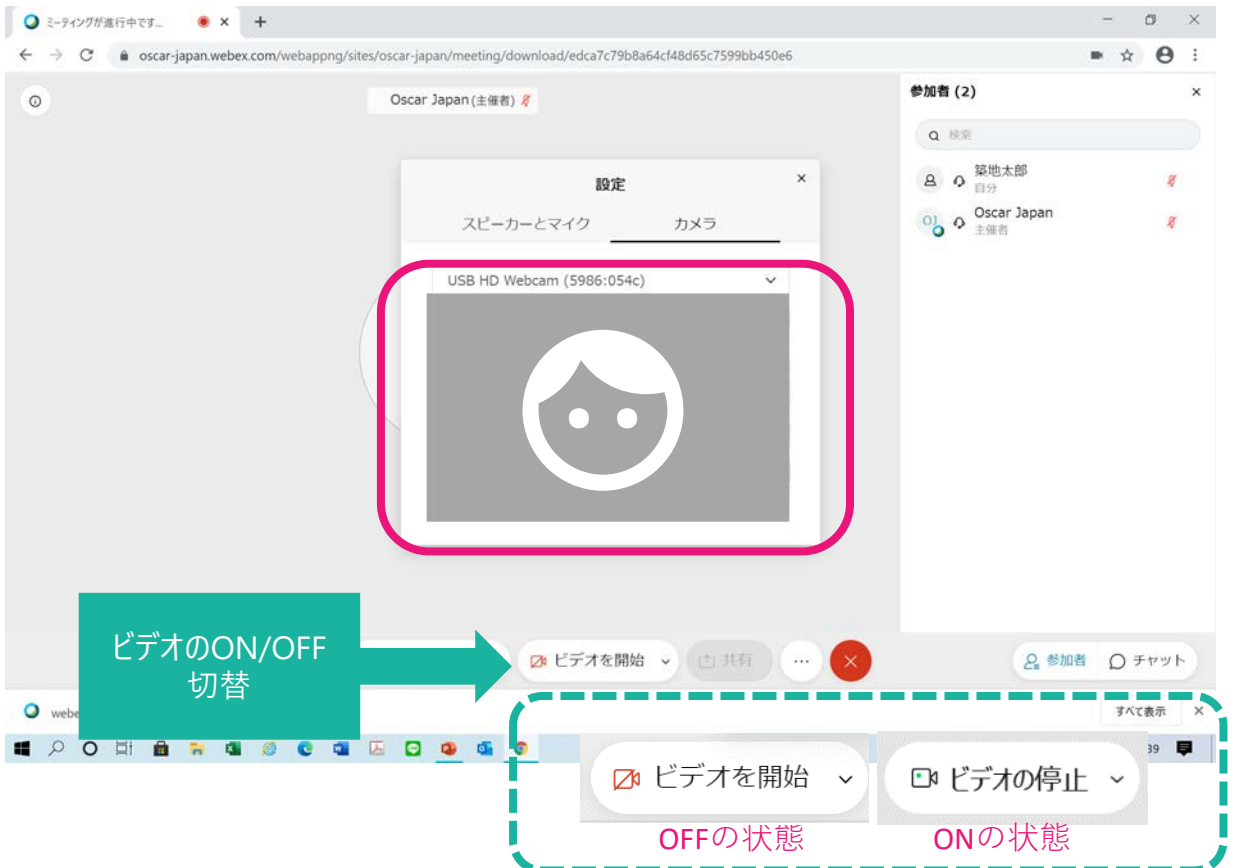 ミーティングが進行中です...
oscar-japan.webex.com/webappng/sites/oscar-japan/meeting/download/edca7c79b8a64cf48d65c7599bb450e6
Oscar Japan (主催者)
参加者 (2)
検索
築地太郎
自分
OJ
Oscar Japan
主催者
設定
スピーカーとマイク カメラ
USB HD Webcam (5986:054c)
ビデオのON/OFF
切替
ビデオを開始
共有
参加者
チャット
webe
すべて表示
39
ビデオを開始 ビデオの停止
OFFの状態 ONの状態